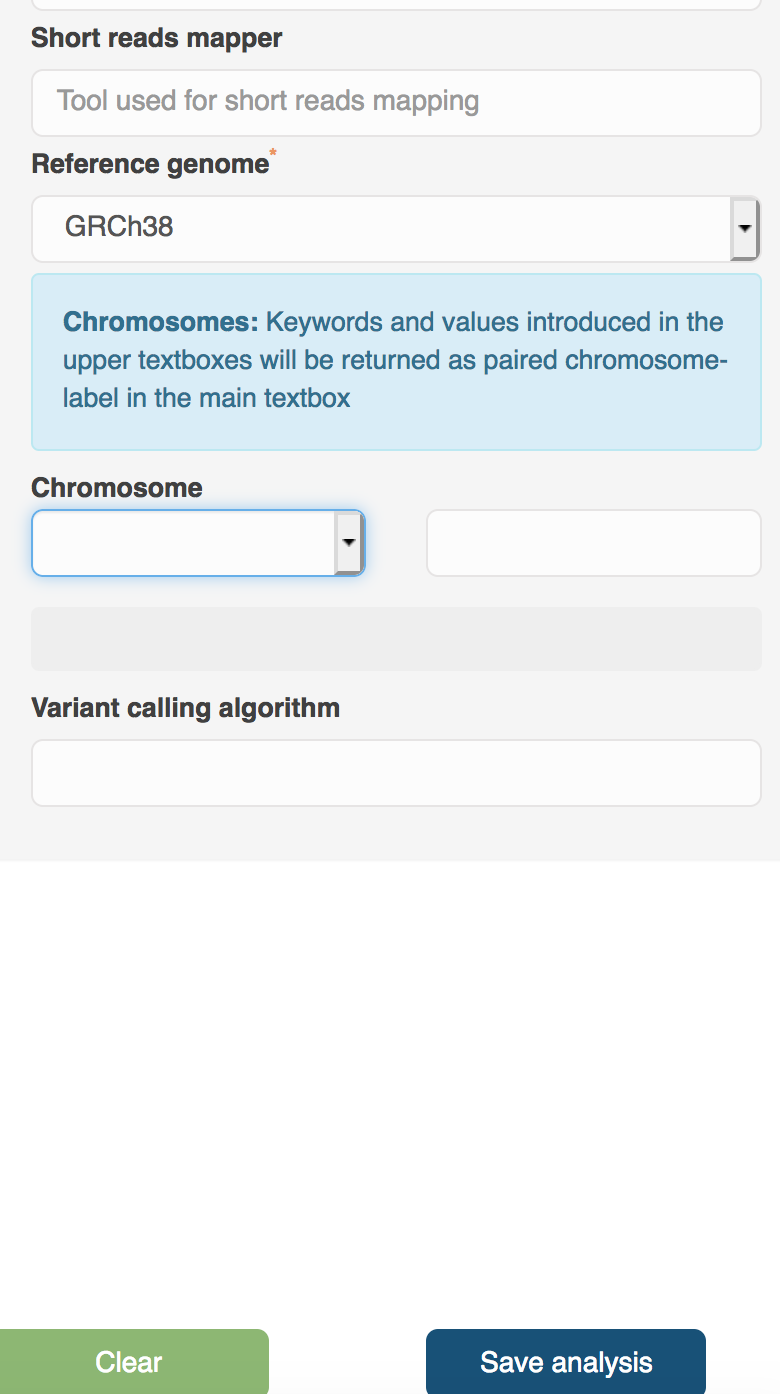 Short reads mapper
Tool used for short reads mapping
Reference genome*
GRCh38
Chromosomes: Keywords and values introduced in the
upper textboxes will be returned as paired chromosome-
label in the main textbox
Chromosome
Variant calling algorithm
Clear
Save analysis